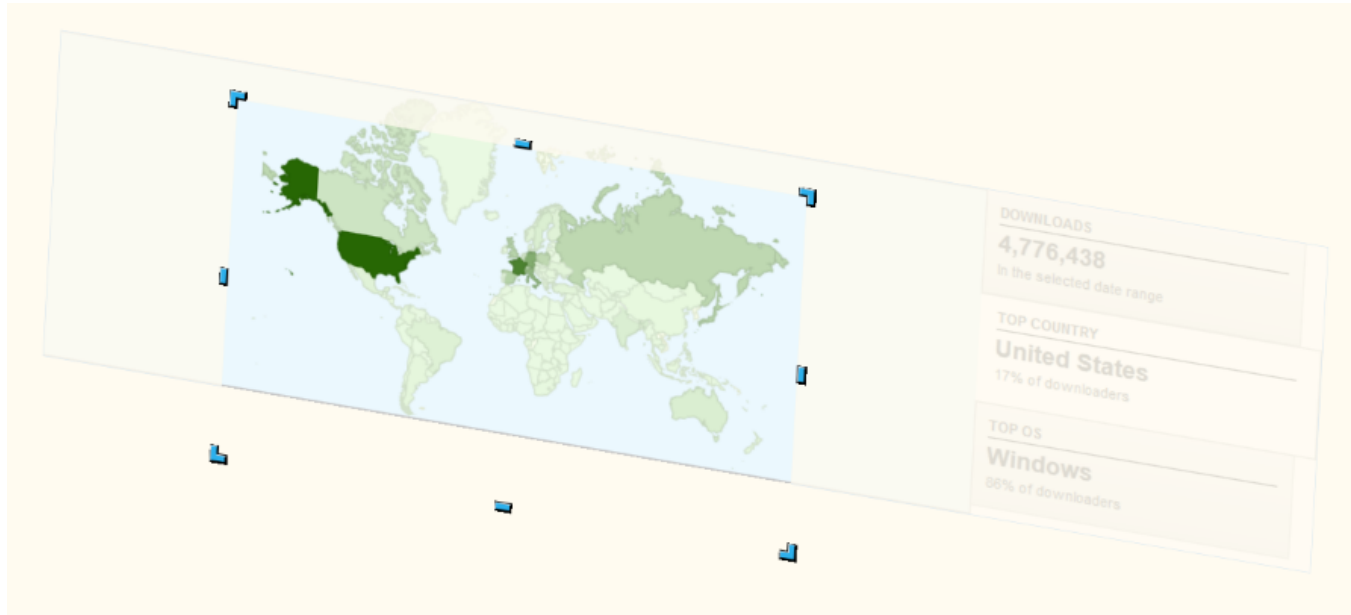 DOWNLOADS
4,776,438
In the selected date range
TOP COUNTRY
United States
17% of downloaders
TOP OS
Windows
86% of downloaders